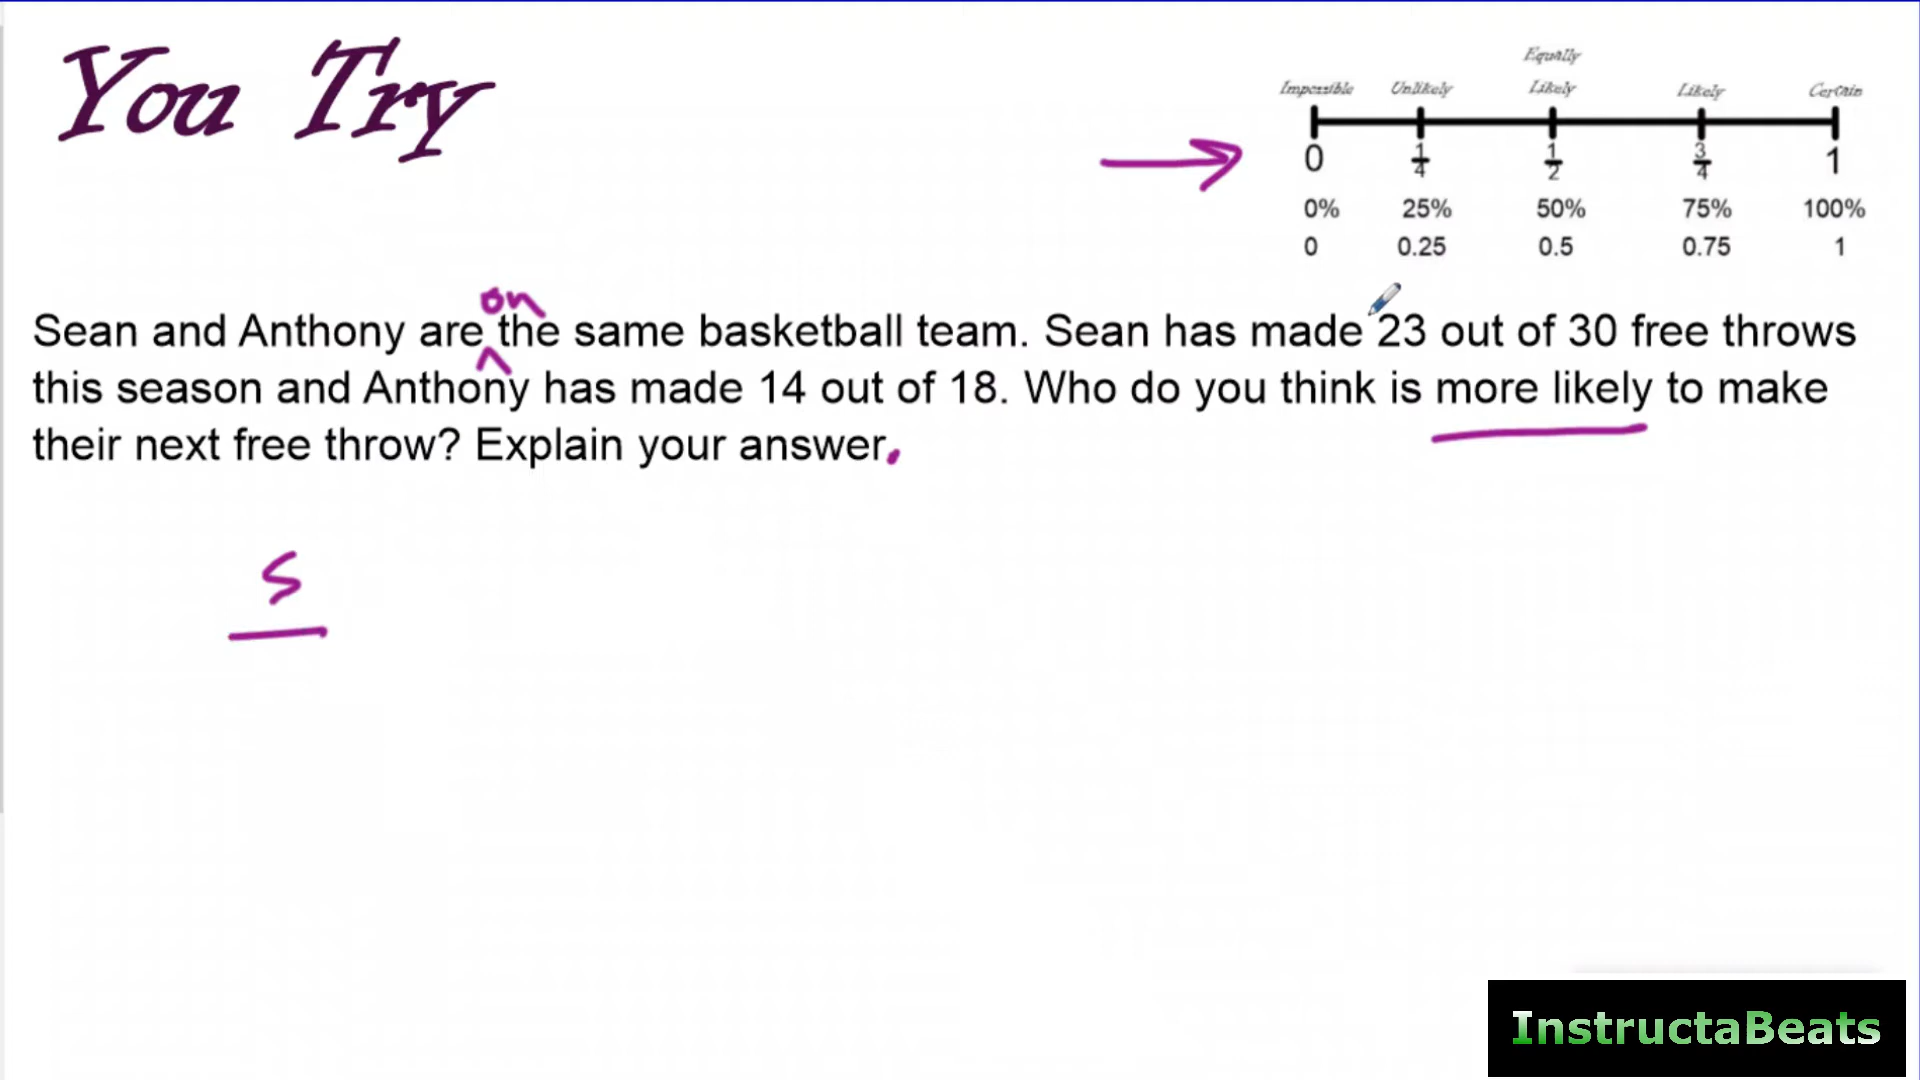 You Try
Equally
Impossible Unlikely Likely Likely Certain
0 1/4 1/2 3/4 1
0% 25% 50% 75% 100%
0 0.25 0.5 0.75 1
on
Sean and Anthony are the same basketball team. Sean has made 23 out of 30 free throws
this season and Anthony has made 14 out of 18. Who do you think is more likely to make
their next free throw? Explain your answer.
S
InstructaBeats